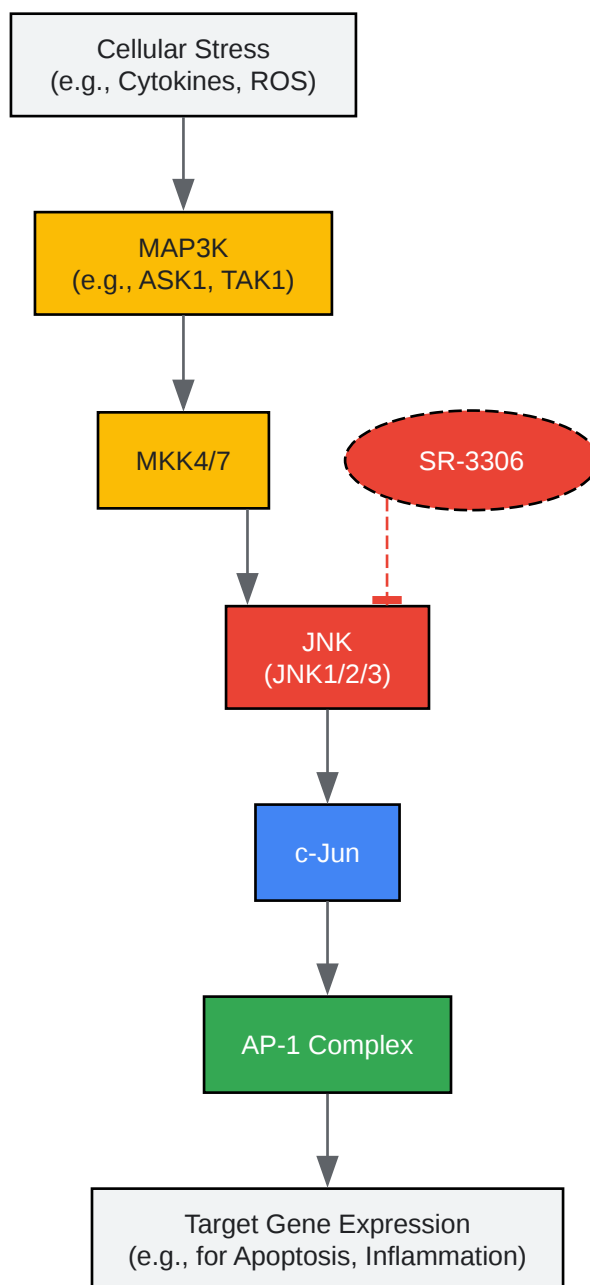 Cellular Stress
(e.g., Cytokines, ROS)
MAP3K
(e.g., ASK1, TAK1)
MKK4/7
SR-3306
JNK
(JNK1/2/3)
c-Jun
AP-1 Complex
Target Gene Expression
(e.g., for Apoptosis, Inflammation)